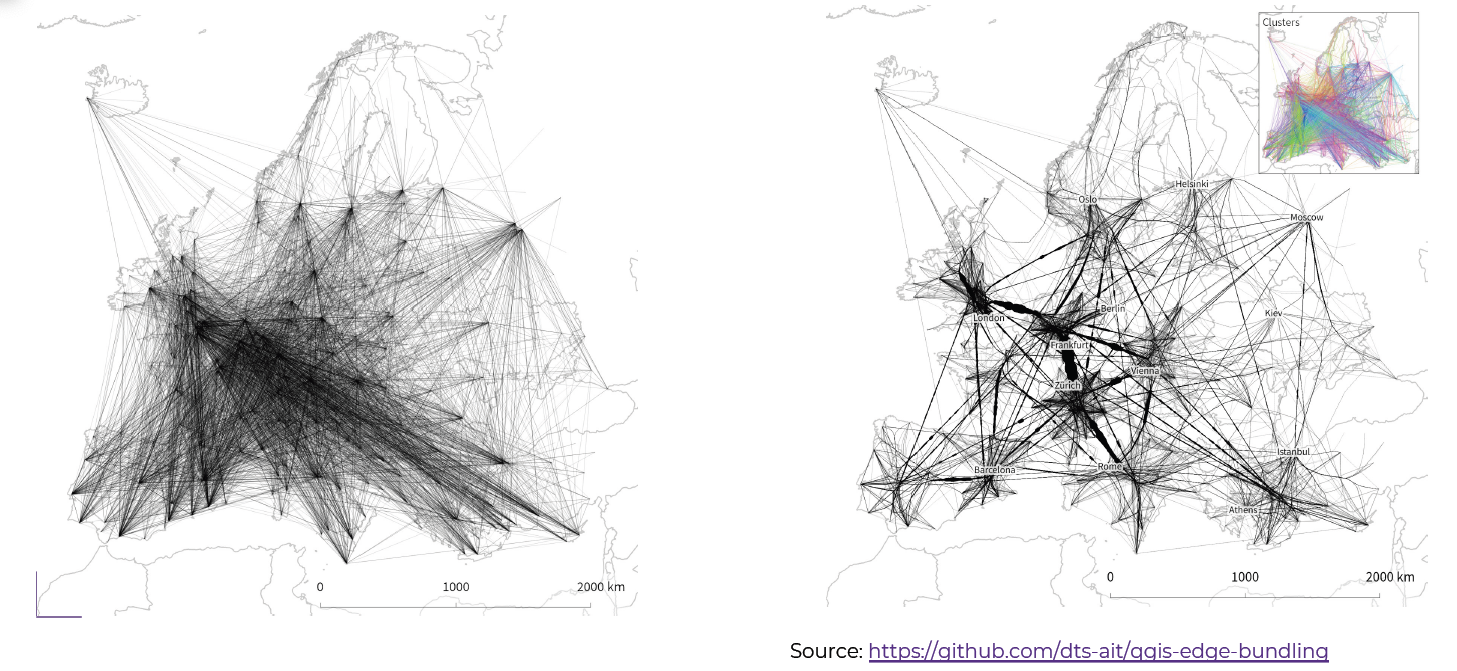 0 1000 2000 km
Clusters
Helsinki
Oslo
Moscow
London
Berlin
Kiev
Frankfurt
Vienna
Zürich
Barcelona
Rome
Istanbul
Athens
0 1000 2000 km
Source: https://github.com/dts-ait/qgis-edge-bundling